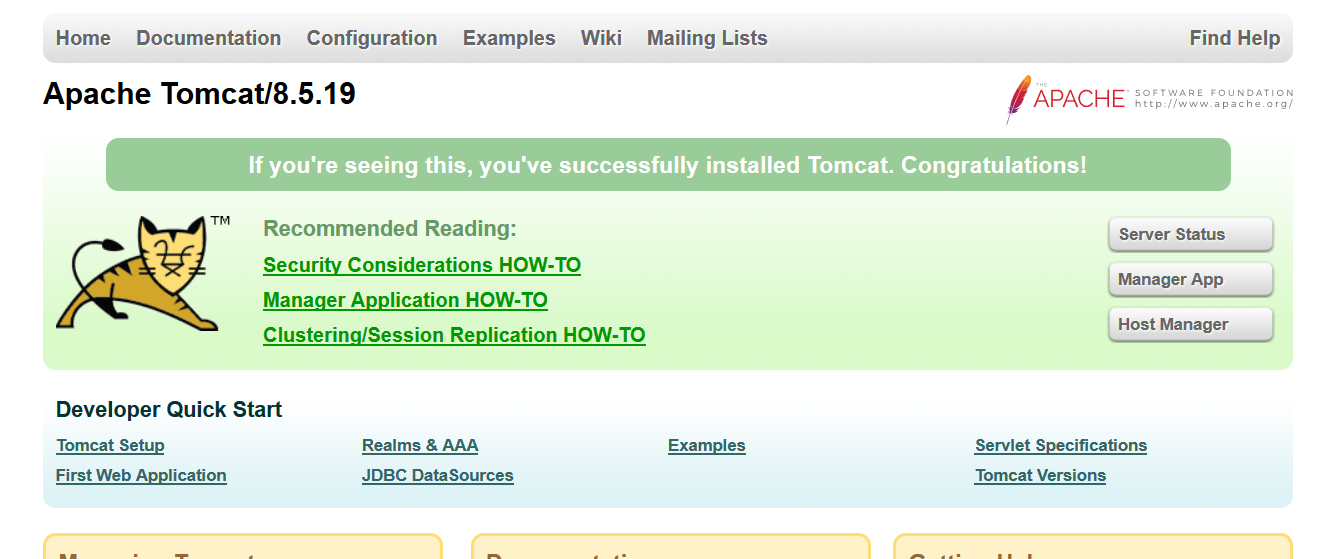 Home Documentation Configuration Examples Wiki Mailing Lists Find Help
Apache Tomcat/8.5.19
THE APACHE® SOFTWARE FOUNDATION
http://www.apache.org/
If you're seeing this, you've successfully installed Tomcat. Congratulations!
TM
Recommended Reading:
Security Considerations HOW-TO
Manager Application HOW-TO
Clustering/Session Replication HOW-TO
Server Status
Manager App
Host Manager
Developer Quick Start
Tomcat Setup
First Web Application
Realms & AAA
JDBC DataSources
Examples
Servlet Specifications
Tomcat Versions